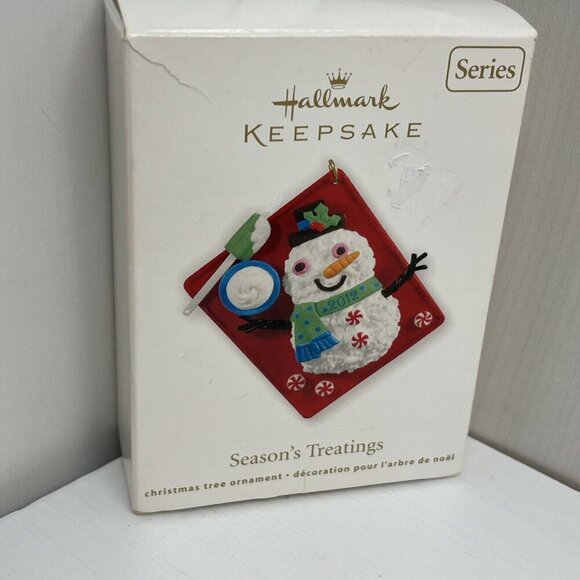 Series
Hallmark
KEEPSAKE
2012
Season's Treatings
christmas tree ornament • décoration pour l'arbre de noël